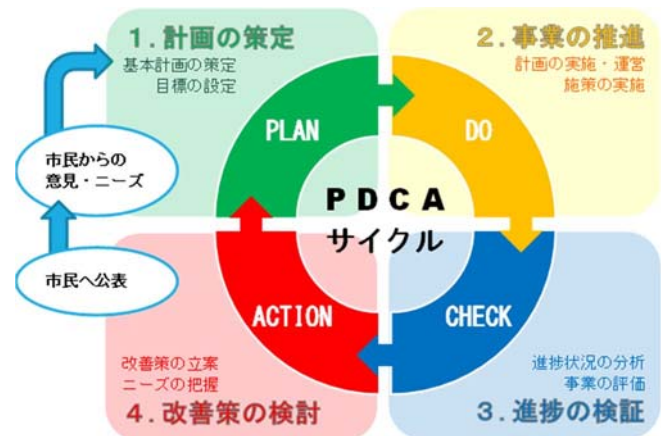 1.計画の策定
基本計画の策定
目標の設定
2.事業の推進
計画の実施・運営
施策の実施
PLAN
DO
市民からの
意見・ニーズ
PDCA
サイクル
市民へ公表
ACTION
CHECK
改善策の立案
ニーズの把握
4.改善策の検討
進捗状況の分析
事業の評価
3.進捗の検証